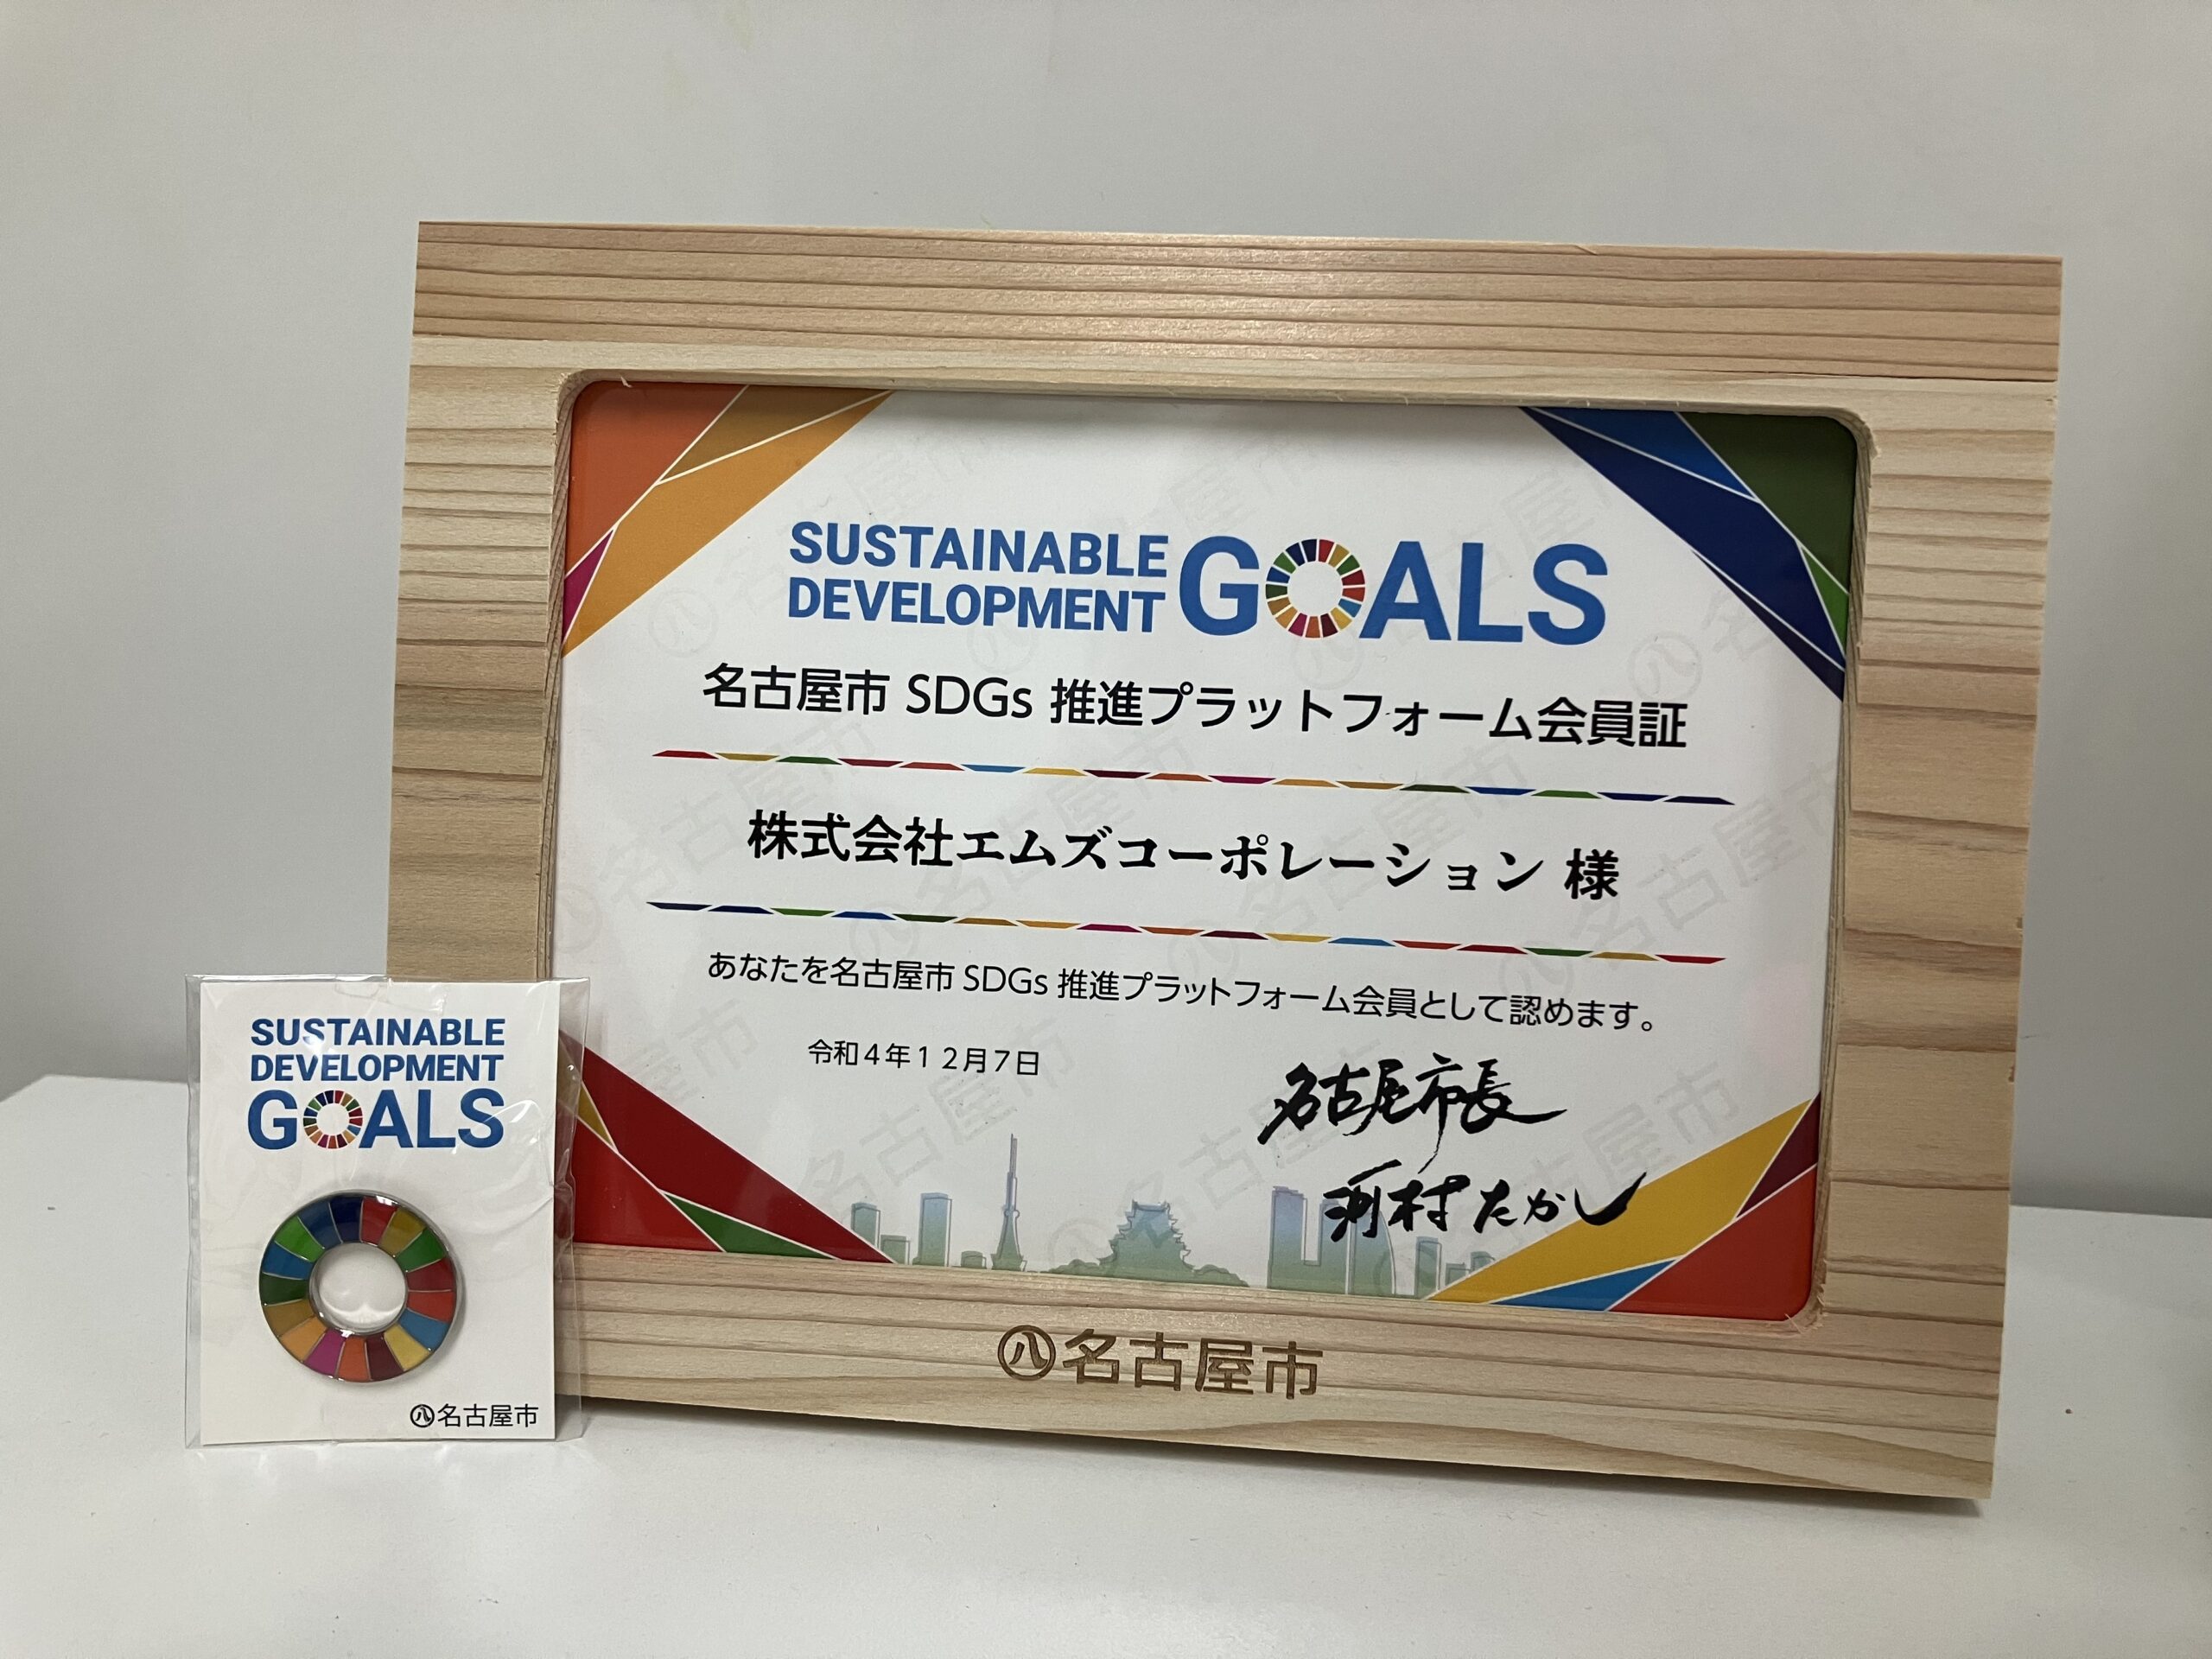 SUSTAINABLE
DEVELOPMENT GOALS
名古屋市 SDGs 推進プラットフォーム会員証
株式会社エムズコーポレーション 様
あなたを名古屋市 SDGs 推進プラットフォーム会員として認めます。
令和4年12月7日
名古屋市長
河村たかし
㊇名古屋市
SUSTAINABLE
DEVELOPMENT
GOALS
㊇名古屋市